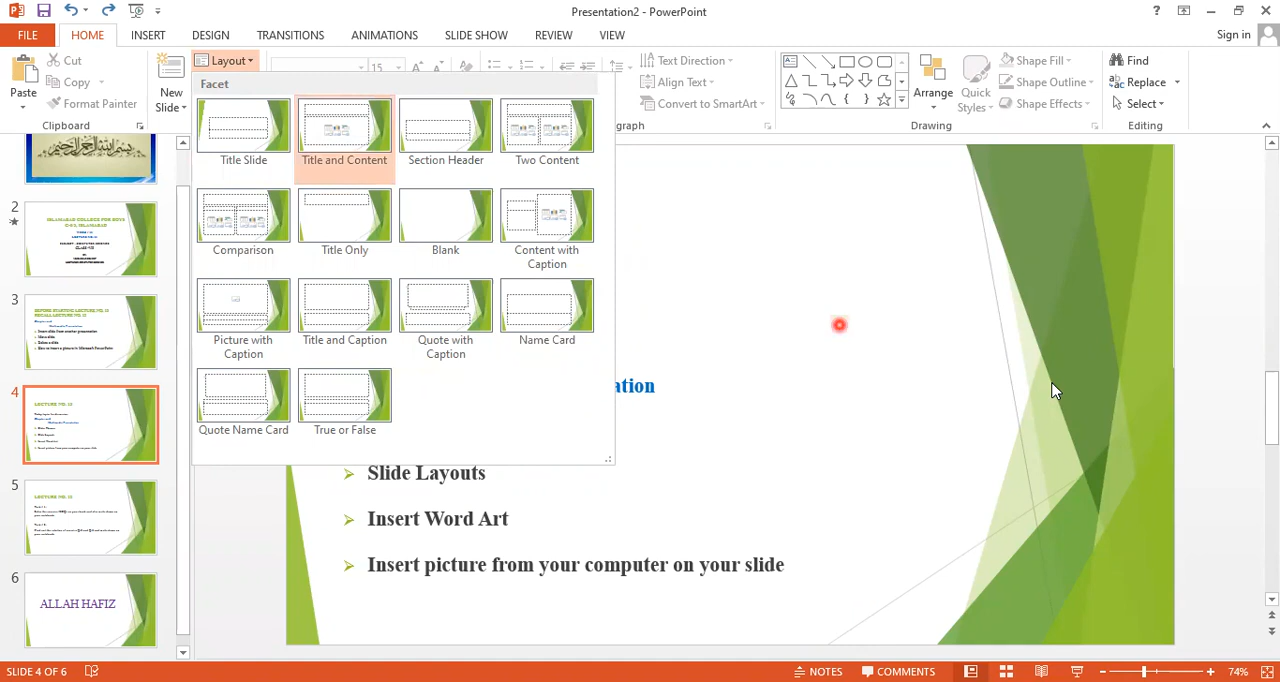 Presentation2 - PowerPoint
?
FILE
HOME
INSERT
DESIGN
TRANSITIONS
ANIMATIONS
SLIDE SHOW
REVIEW
VIEW
Sign in
Paste
Cut
Copy
Format Painter
Clipboard
New
Slide
Layout
15
Text Direction
Align Text
Convert to SmartArt
graph
Arrange
Quick
Styles
Shape Fill
Shape Outline
Shape Effects
Drawing
Find
Replace
Select
Editing
Facet
Title Slide
Title and Content
Section Header
Two Content
Comparison
Title Only
Blank
Content with
Caption
Picture with
Caption
Title and Caption
Quote with
Caption
Name Card
Quote Name Card
True or False
2
3
4
5
6
LECTURE NO. 13
ALLAH HAFIZ
ation
Slide Layouts
Insert Word Art
Insert picture from your computer on your slide
SLIDE 4 OF 6
NOTES
COMMENTS
74%